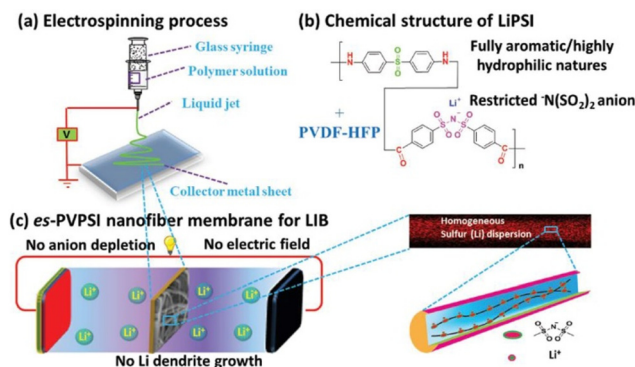 (a) Electrospinning process
Glass syringe
Polymer solution
Liquid jet
V
Collector metal sheet
(b) Chemical structure of LiPSI
Fully aromatic/highly
hydrophilic natures
H
N
O
S
O
H
N
+
PVDF-HFP
Li⁺
Restricted ⁻N(SO₂)₂ anion
O O
S N⁻ S
O O
C
O
C
O
n
(c) es-PVPSI nanofiber membrane for LIB
No anion depletion
No electric field
Li⁺ Li⁺ Li⁺ Li⁺
Li⁺ Li⁺ Li⁺ Li⁺
No Li dendrite growth
Homogeneous
Sulfur (Li) dispersion
O N⁻ O
S S
O O
Li⁺